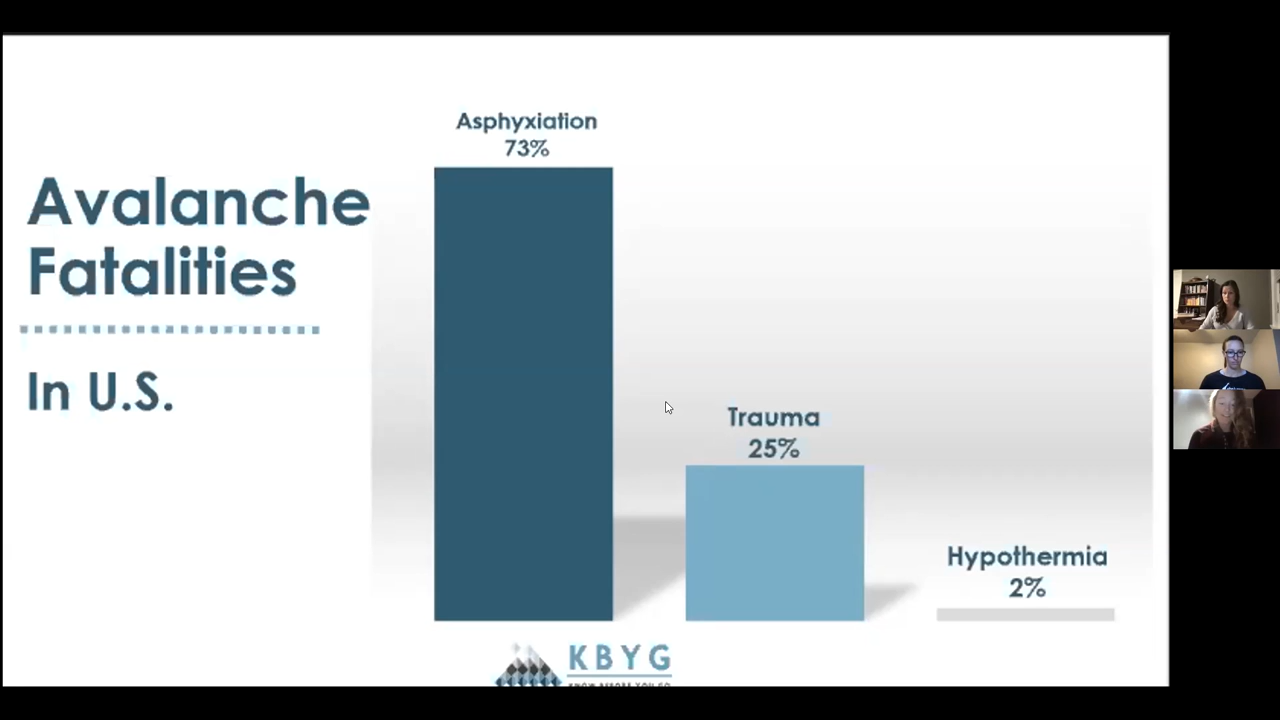 Avalanche
Fatalities
In U.S.
Asphyxiation
73%
Trauma
25%
Hypothermia
2%
KBYG